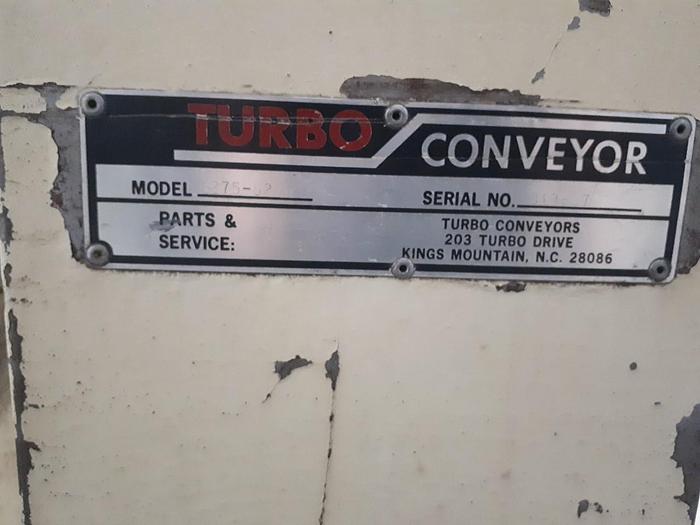 TURBO CONVEYOR
MODEL
SERIAL NO.
PARTS &
SERVICE:
TURBO CONVEYORS
203 TURBO DRIVE
KINGS MOUNTAIN, N.C. 28086